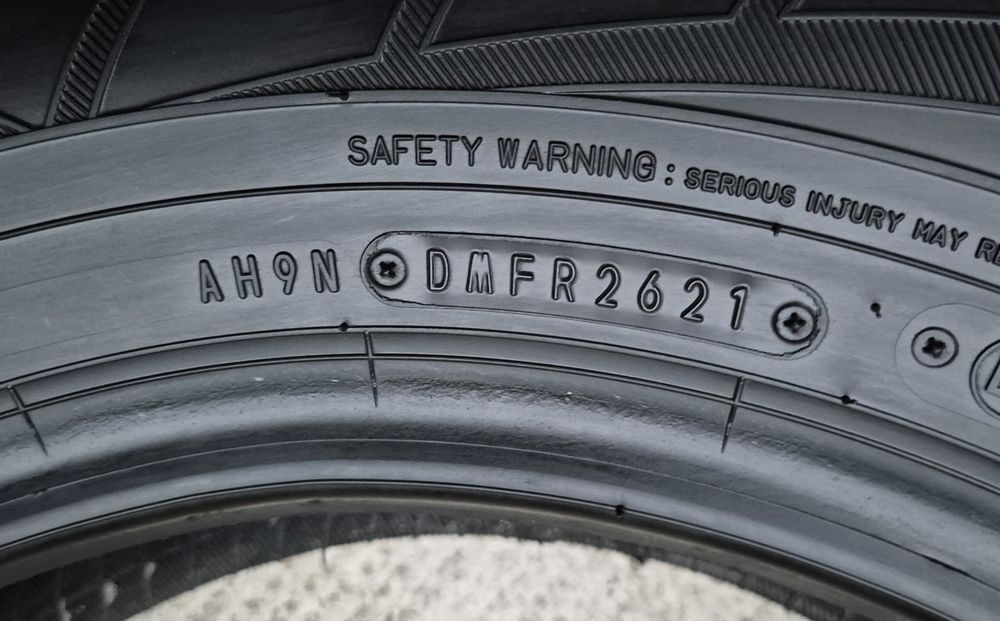 SAFETY WARNING: SERIOUS INJURY MAY
AH9N DMFR2621